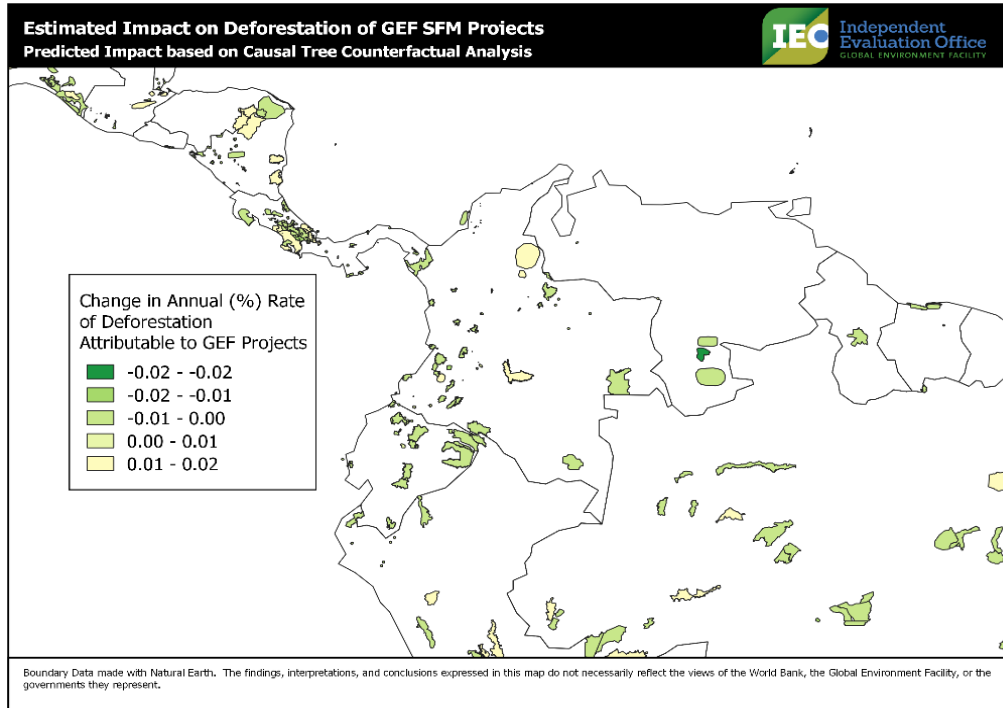 Estimated Impact on Deforestation of GEF SFM Projects
Predicted Impact based on Causal Tree Counterfactual Analysis
IEO
Independent
Evaluation Office
GLOBAL ENVIRONMENT FACILITY
Change in Annual (%) Rate
of Deforestation
Attributable to GEF Projects
-0.02 - -0.02
-0.02 - -0.01
-0.01 - 0.00
0.00 - 0.01
0.01 - 0.02
Boundary Data made with Natural Earth. The findings, interpretations, and conclusions expressed in this map do not necessarily reflect the views of the World Bank, the Global Environment Facility, or the
governments they represent.